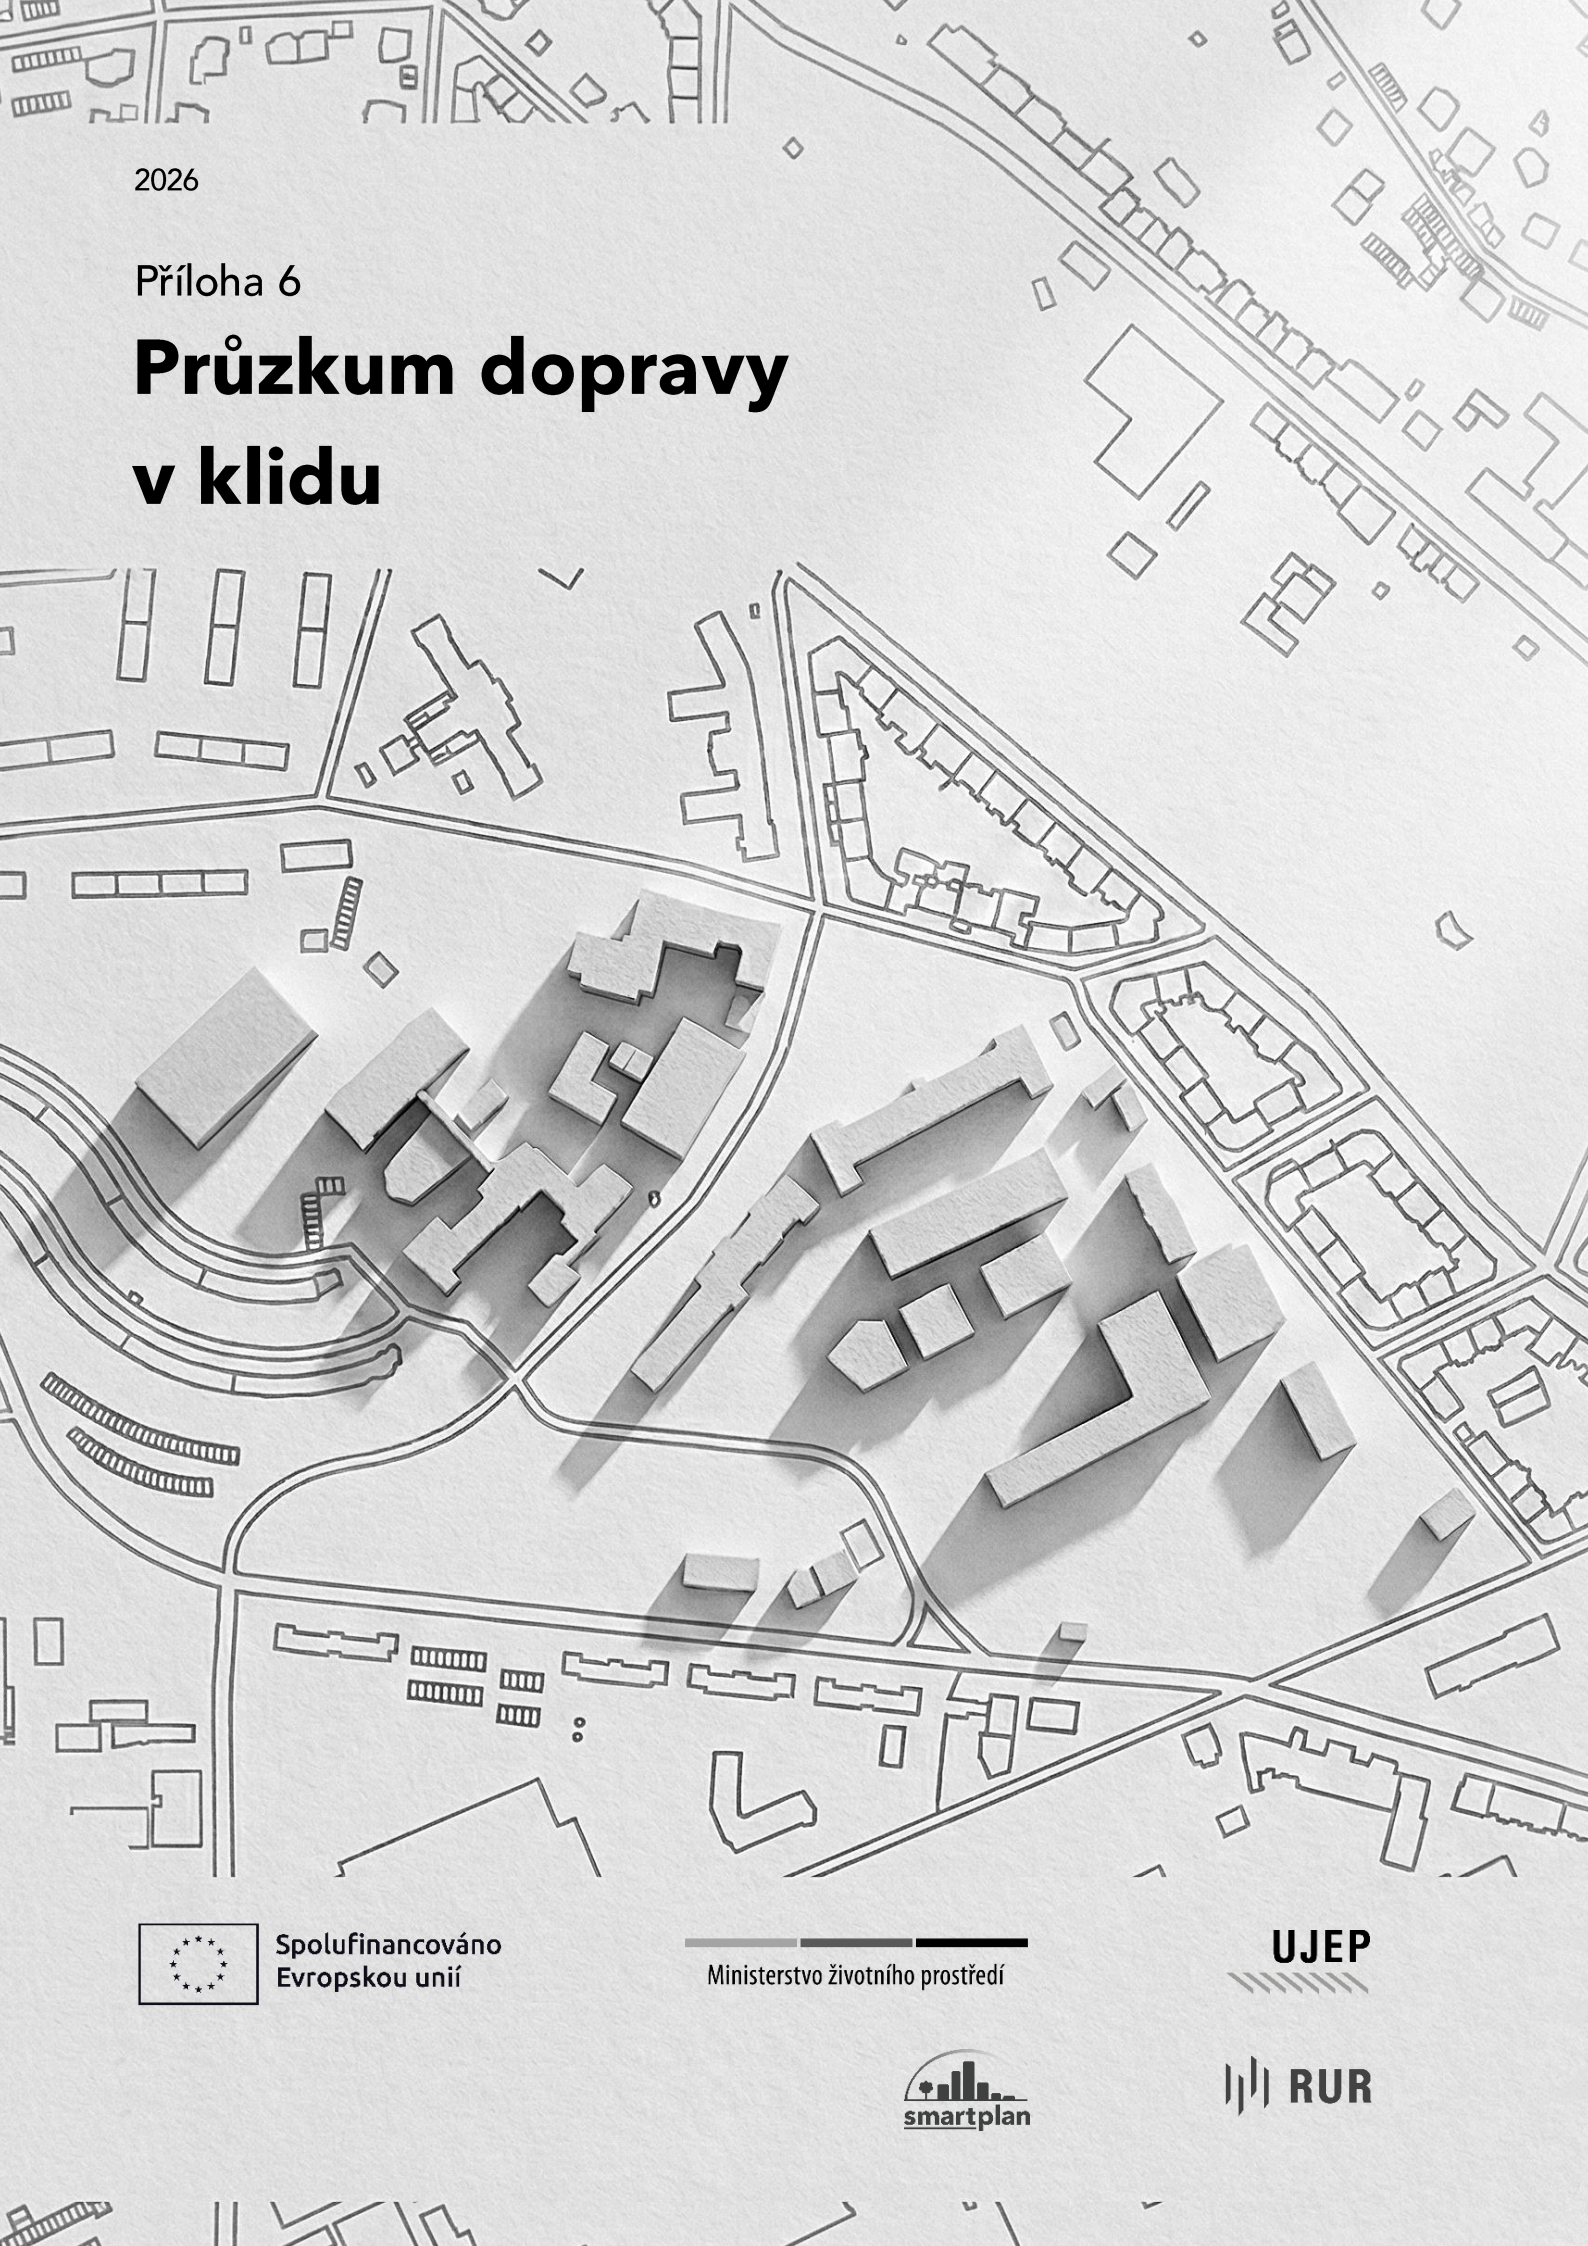 2026
Příloha 6
Průzkum dopravy
v klidu
Spolufinancováno
Evropskou unií
Ministerstvo životního prostředí
UJEP
smartplan
RUR